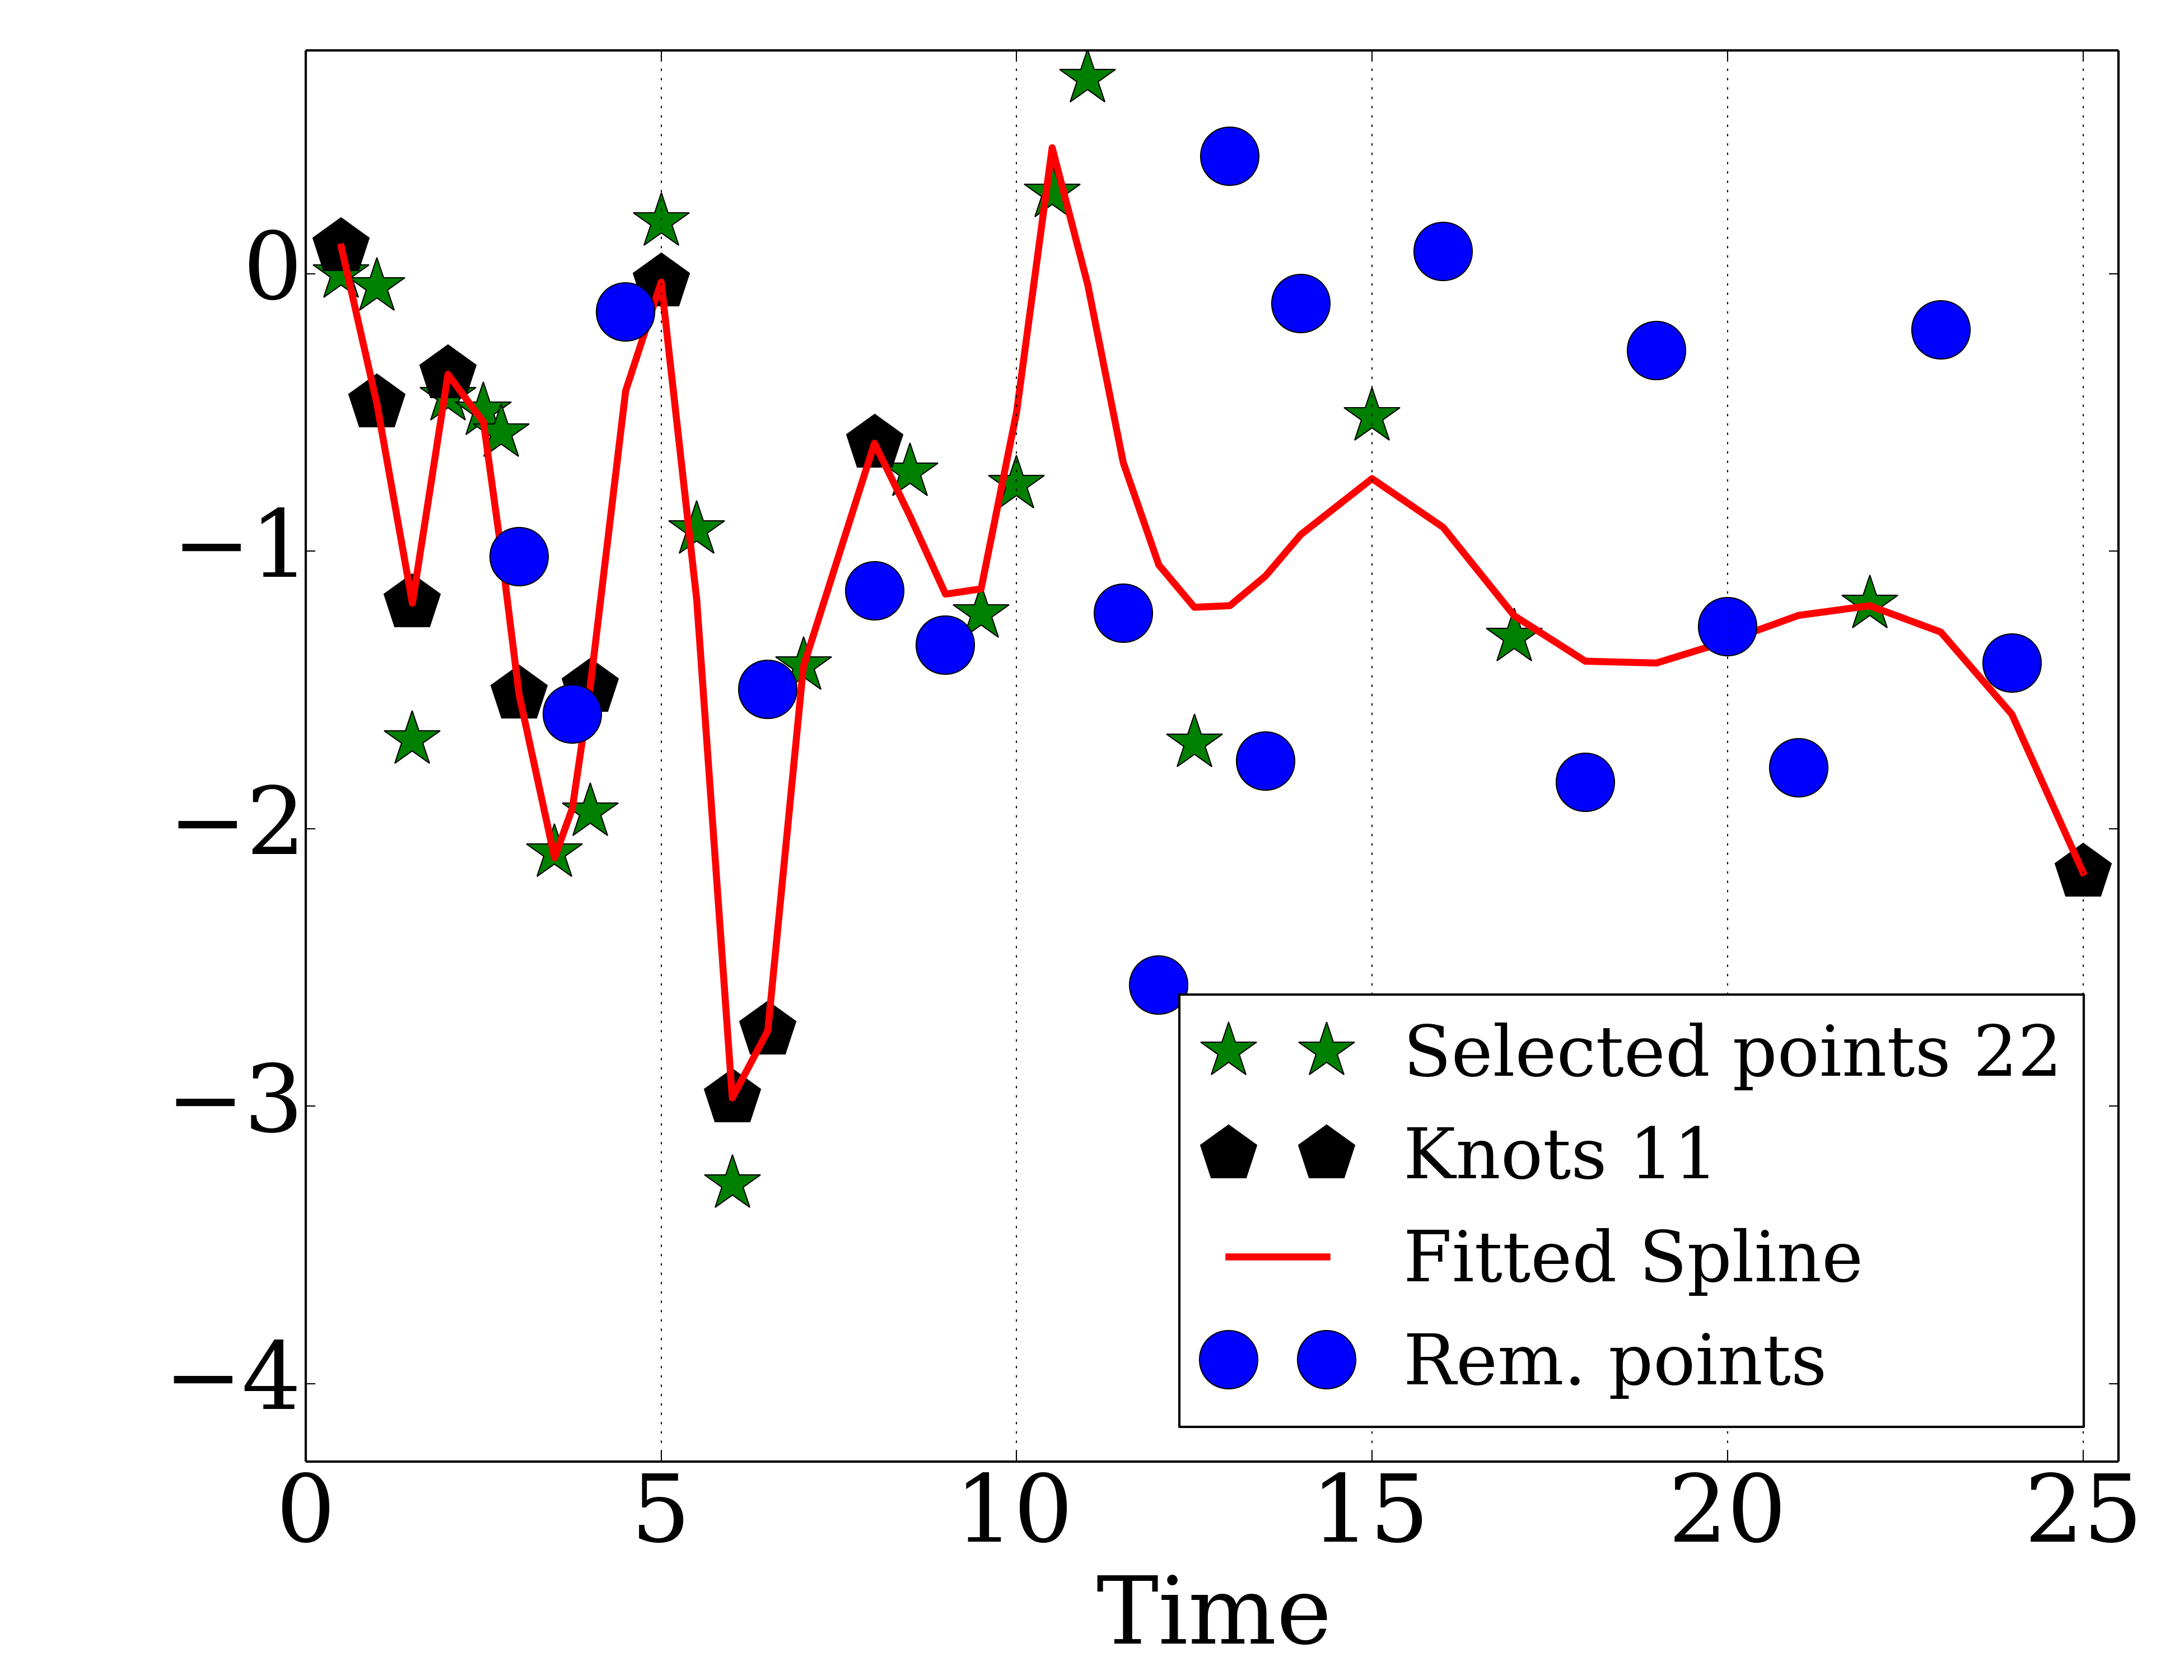 0
−1
−2
−3
−4
0 5 10 15 20 25
Time
Selected points 22
Knots 11
Fitted Spline
Rem. points